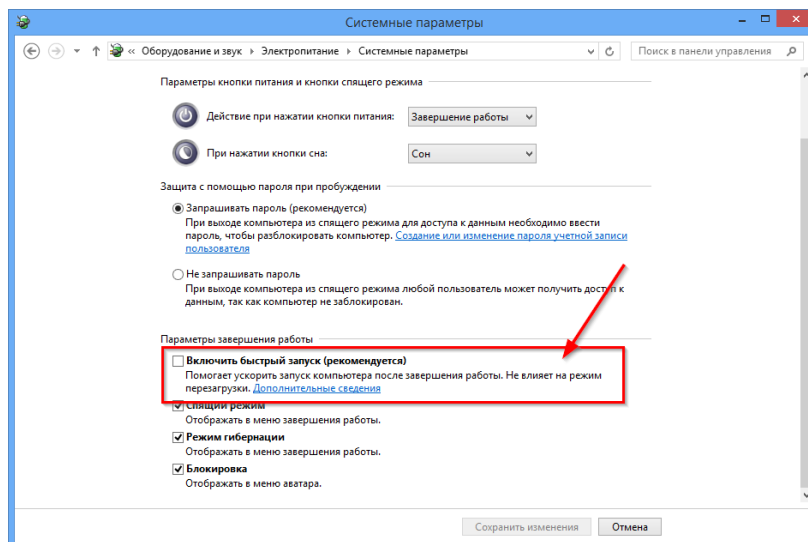 Системные параметры
« Оборудование и звук Электропитание Системные параметры
Поиск в панели управления
Параметры кнопки питания и кнопки спящего режима
Действие при нажатии кнопки питания: Завершение работы
При нажатии кнопки сна: Сон
Защита с помощью пароля при пробуждении
Запрашивать пароль (рекомендуется)
При выходе компьютера из спящего режима для доступа к данным необходимо ввести
пароль, чтобы разблокировать компьютер. Создание или изменение пароля учетной записи
пользователя
Не запрашивать пароль
При выходе компьютера из спящего режима любой пользователь может получить доступ к
данным, так как компьютер не заблокирован.
Параметры завершения работы
Включить быстрый запуск (рекомендуется)
Помогает ускорить запуск компьютера после завершения работы. Не влияет на режим
перезагрузки. Дополнительные сведения
Спящий режим
Отображать в меню завершения работы.
Режим гибернации
Отображать в меню завершения работы.
Блокировка
Отображать в меню аватара.
Сохранить изменения Отмена